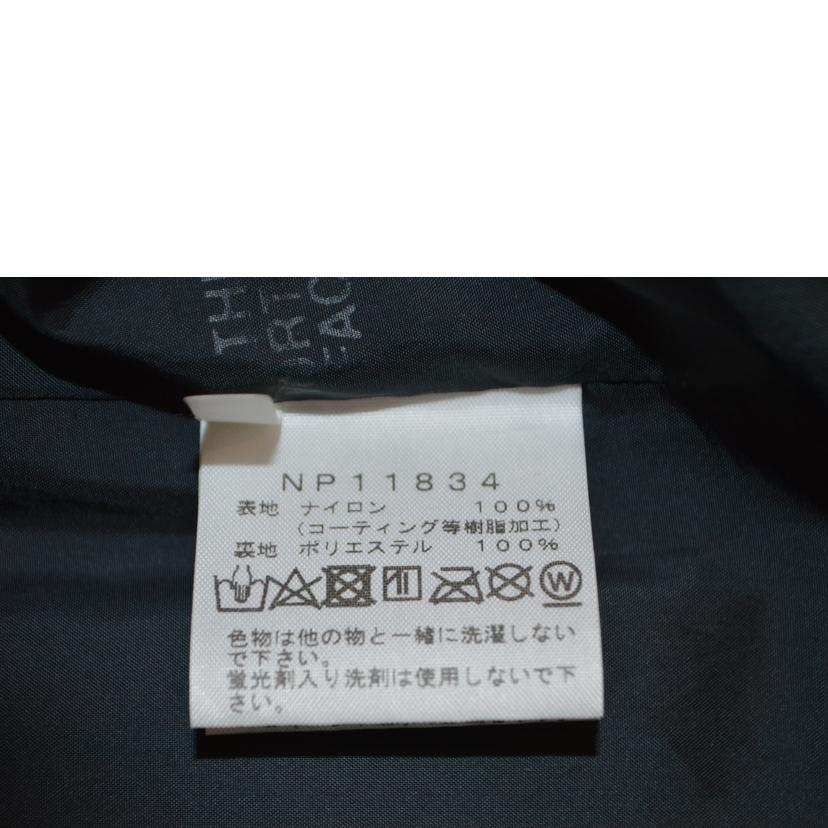 THE
NP11834
表地 ナイロン 100%
(コーティング等樹脂加工)
裏地 ポリエステル 100%
W
色物は他の物と一緒に洗濯しない
で下さい。
蛍光剤入り洗剤は使用しないで下
さい。